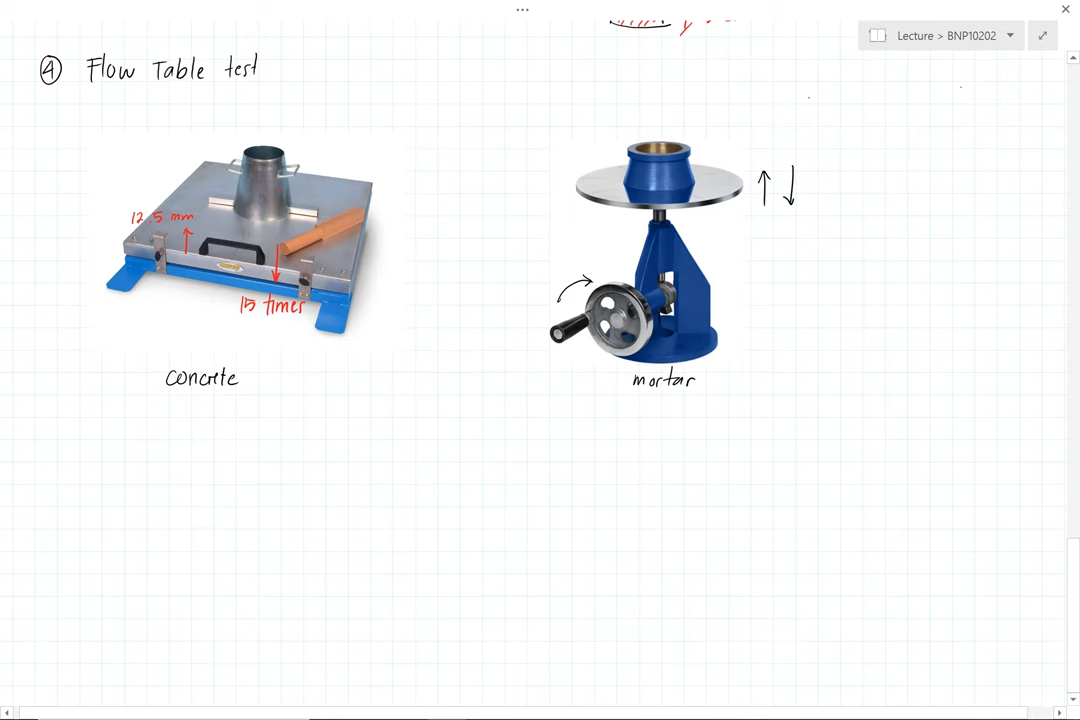 Lecture > BNP10202
④ Flow Table test
12.5 mm
15 times
concrete
mortar